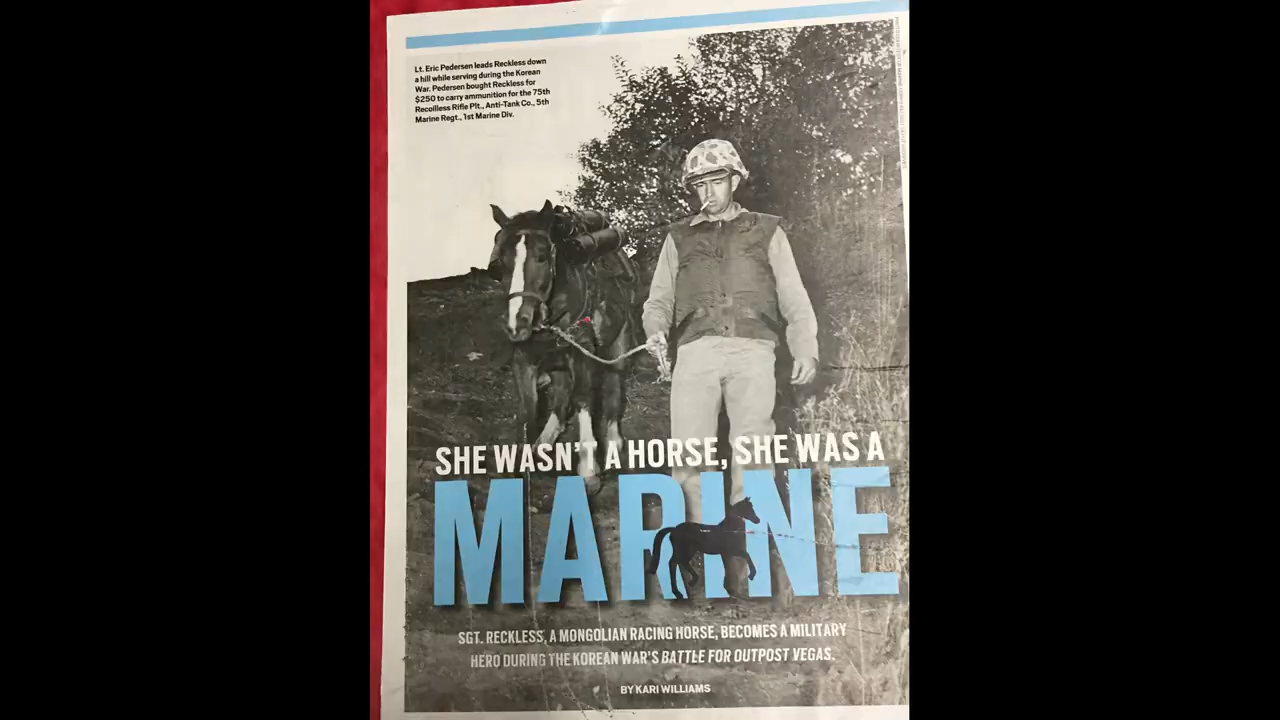 Lt. Eric Pedersen leads Reckless down
a hill while serving during the Korean
War. Pedersen bought Reckless for
$250 to carry ammunition for the 75th
Recoilless Rifle Plt., Anti-Tank Co., 5th
Marine Regt., 1st Marine Div.
SHE WASN'T A HORSE, SHE WAS A
MARINE
SGT. RECKLESS, A MONGOLIAN RACING HORSE, BECOMES A MILITARY
HERO DURING THE KOREAN WAR'S BATTLE FOR OUTPOST VEGAS.
BY KARI WILLIAMS